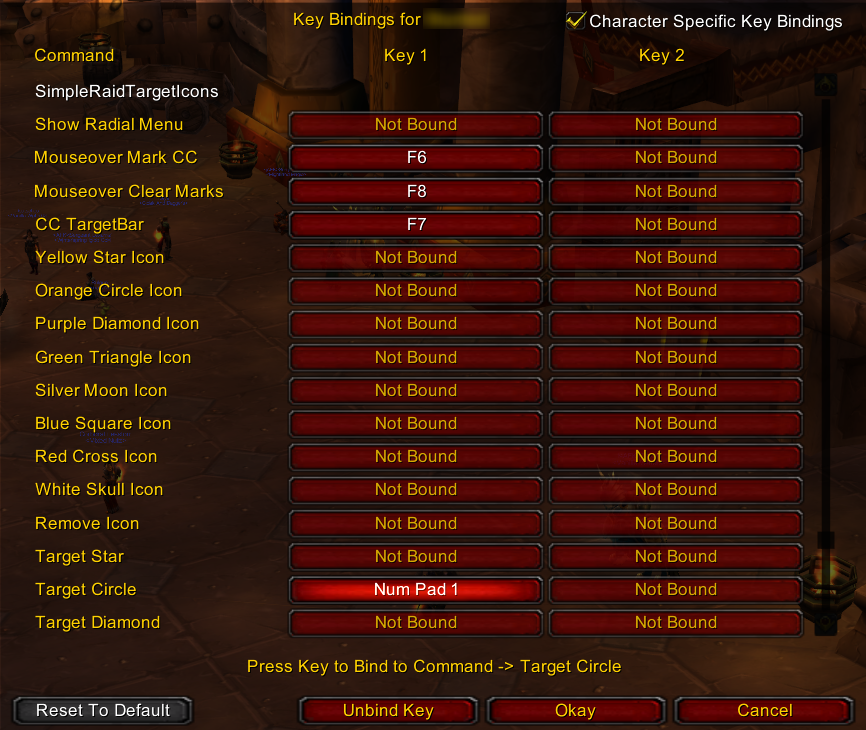 Key Bindings for
Character Specific Key Bindings
Command Key 1 Key 2
SimpleRaidTargetIcons
Show Radial Menu Not Bound Not Bound
Mouseover Mark CC F6 Not Bound
Mouseover Clear Marks F8 Not Bound
CC TargetBar F7 Not Bound
Yellow Star Icon Not Bound Not Bound
Orange Circle Icon Not Bound Not Bound
Purple Diamond Icon Not Bound Not Bound
Green Triangle Icon Not Bound Not Bound
Silver Moon Icon Not Bound Not Bound
Blue Square Icon Not Bound Not Bound
Red Cross Icon Not Bound Not Bound
White Skull Icon Not Bound Not Bound
Remove Icon Not Bound Not Bound
Target Star Not Bound Not Bound
Target Circle Num Pad 1 Not Bound
Target Diamond Not Bound Not Bound
Press Key to Bind to Command -> Target Circle
Reset To Default Unbind Key Okay Cancel